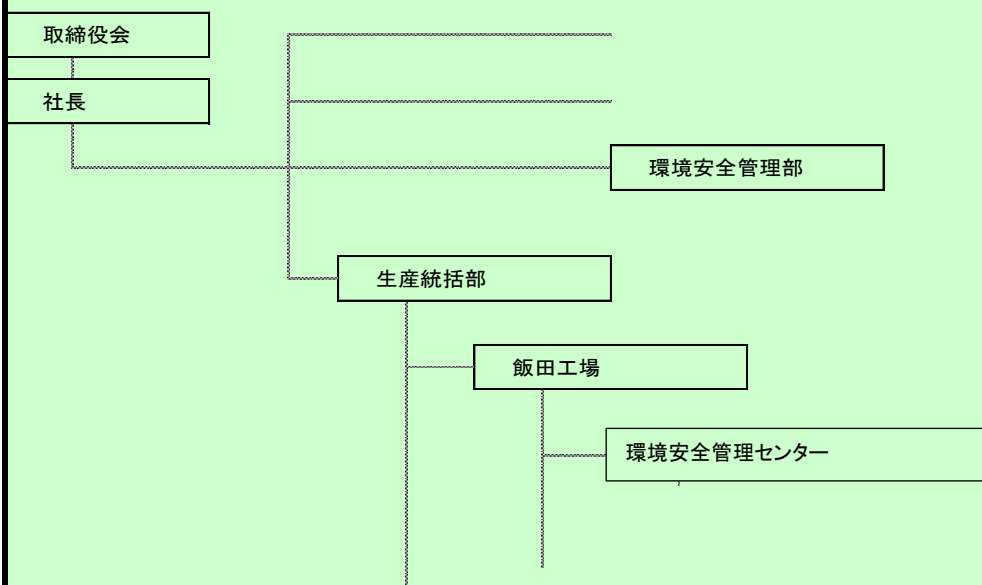 取締役会
社長
環境安全管理部
生産統括部
飯田工場
環境安全管理センター